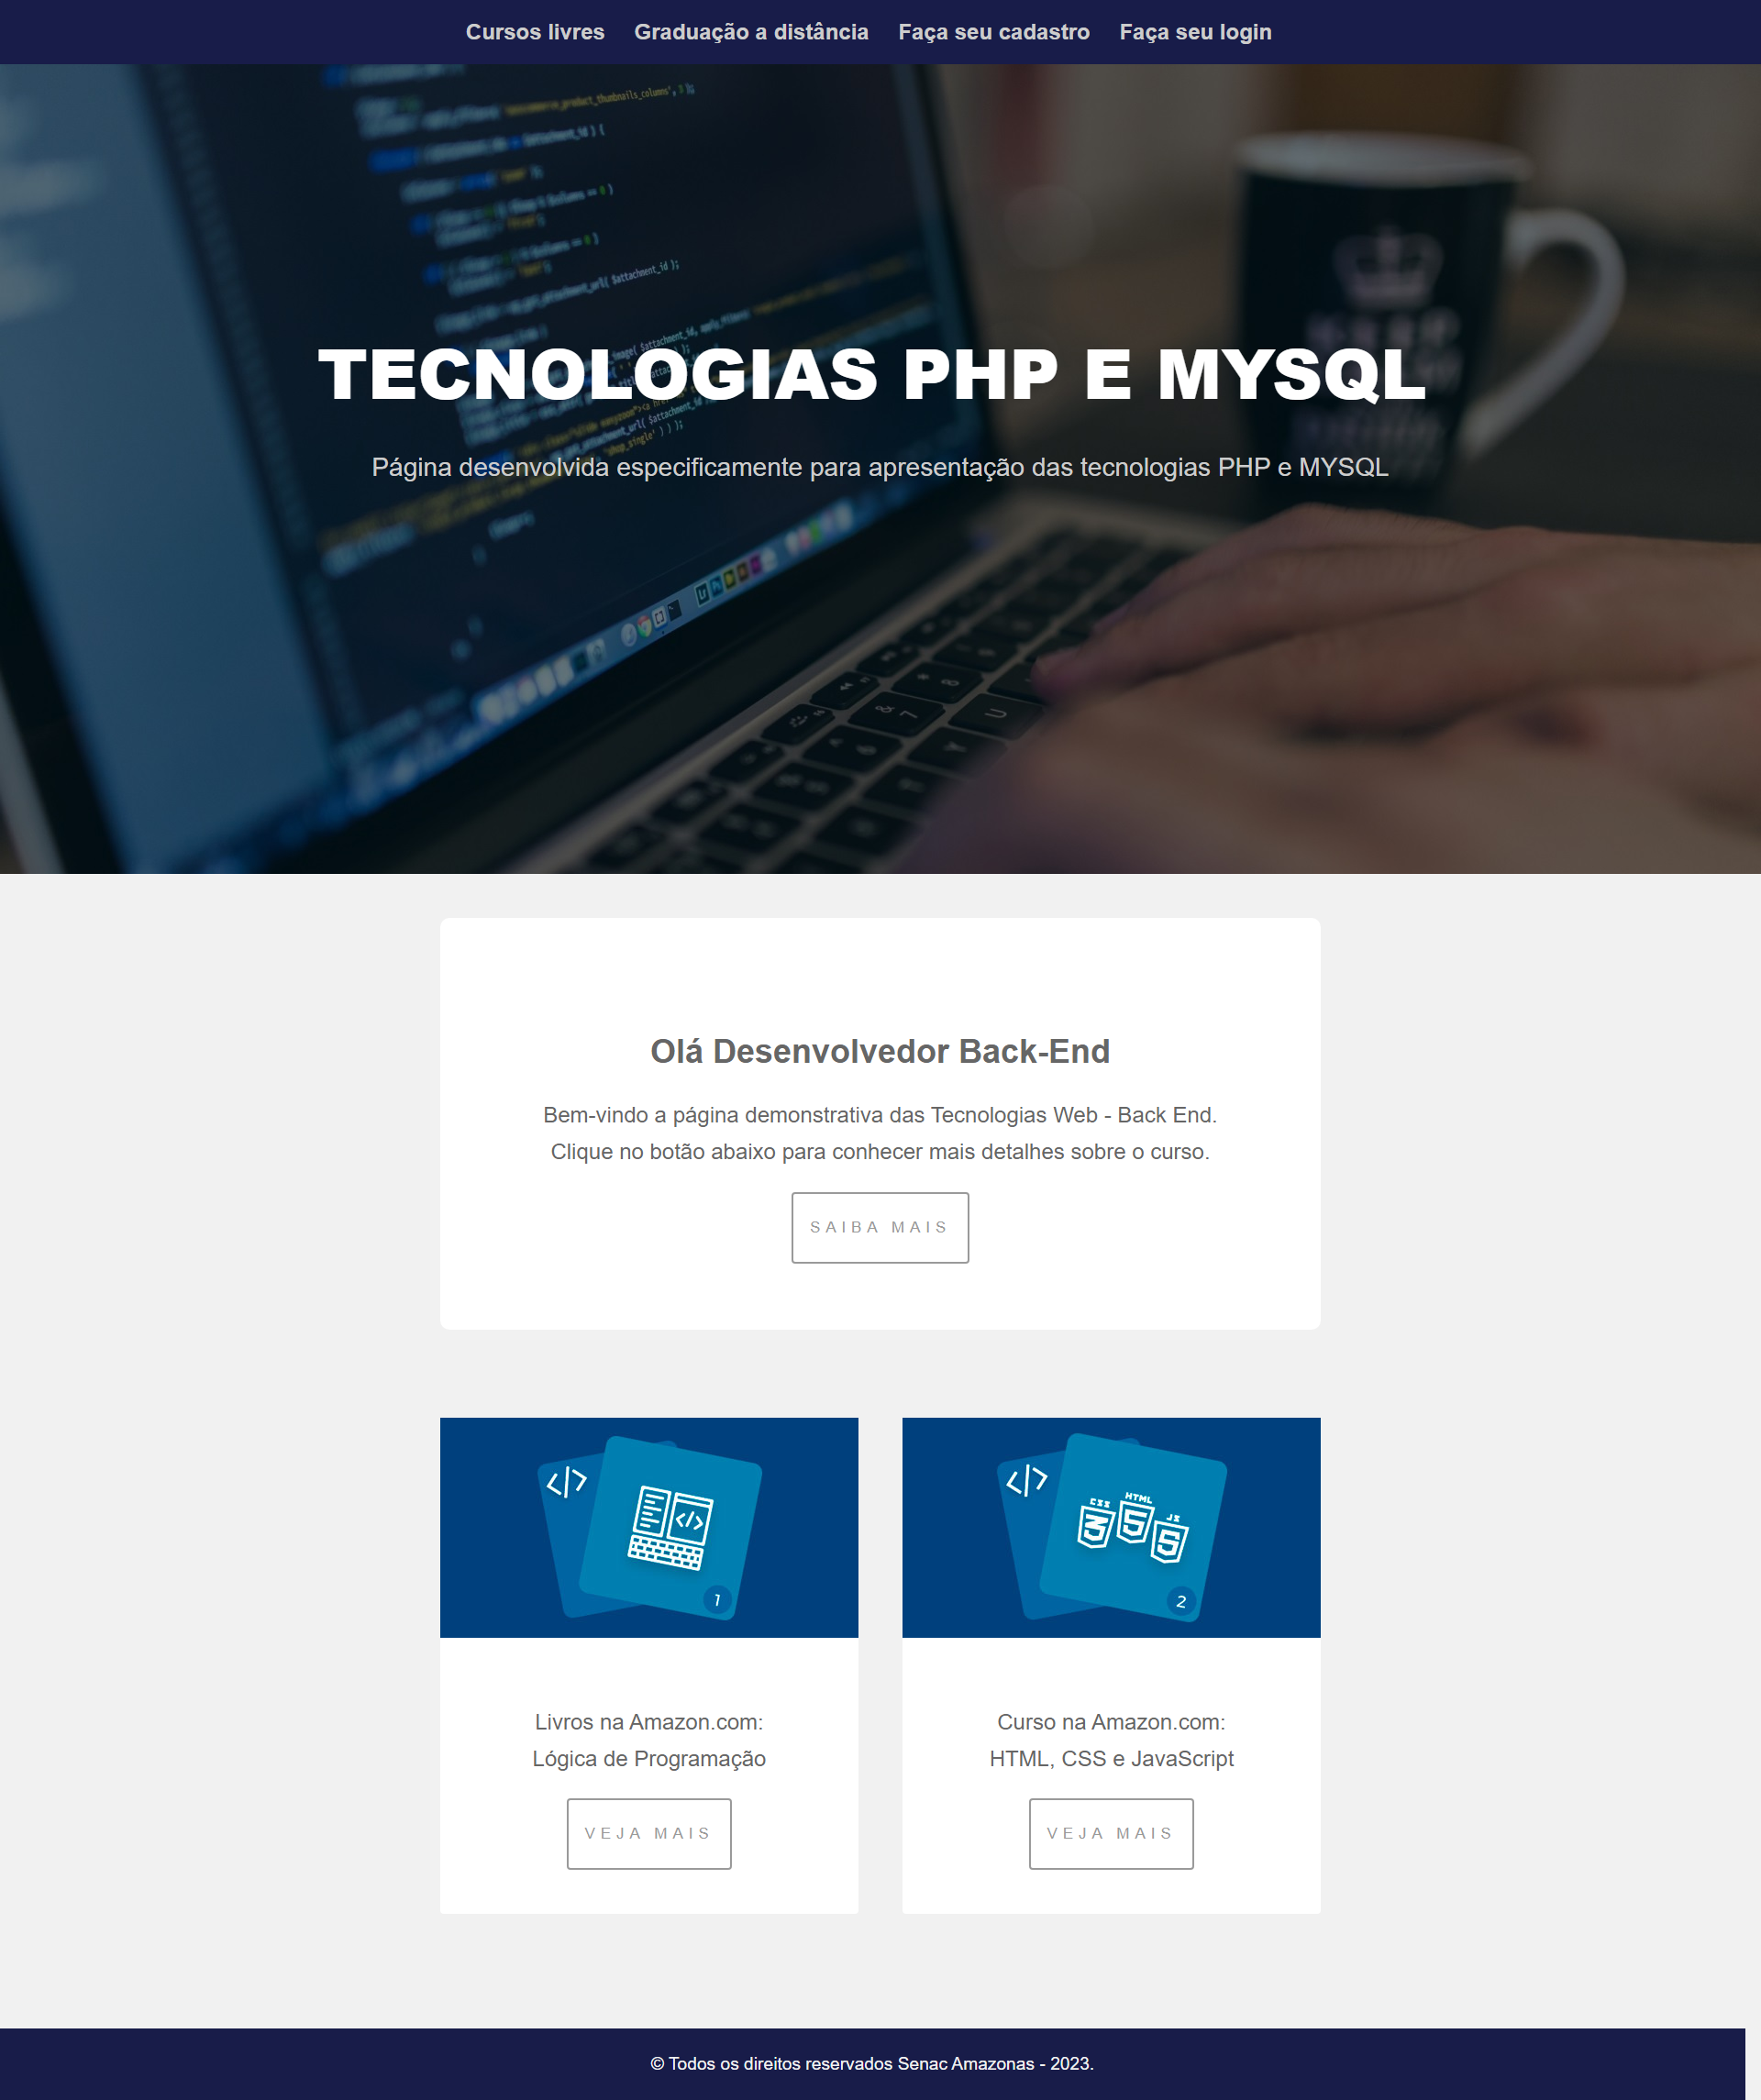 Cursos livres Graduação a distância Faça seu cadastro Faça seu login
TECNOLOGIAS PHP E MYSQL
Página desenvolvida especificamente para apresentação das tecnologias PHP e MYSQL
Olá Desenvolvedor Back-End
Bem-vindo a página demonstrativa das Tecnologias Web - Back End.
Clique no botão abaixo para conhecer mais detalhes sobre o curso.
SAIBA MAIS
</>
</>
1
</>
CSS HTML JS
3 5 5
2
Livros na Amazon.com:
Lógica de Programação
VEJA MAIS
Curso na Amazon.com:
HTML, CSS e JavaScript
VEJA MAIS
© Todos os direitos reservados Senac Amazonas - 2023.